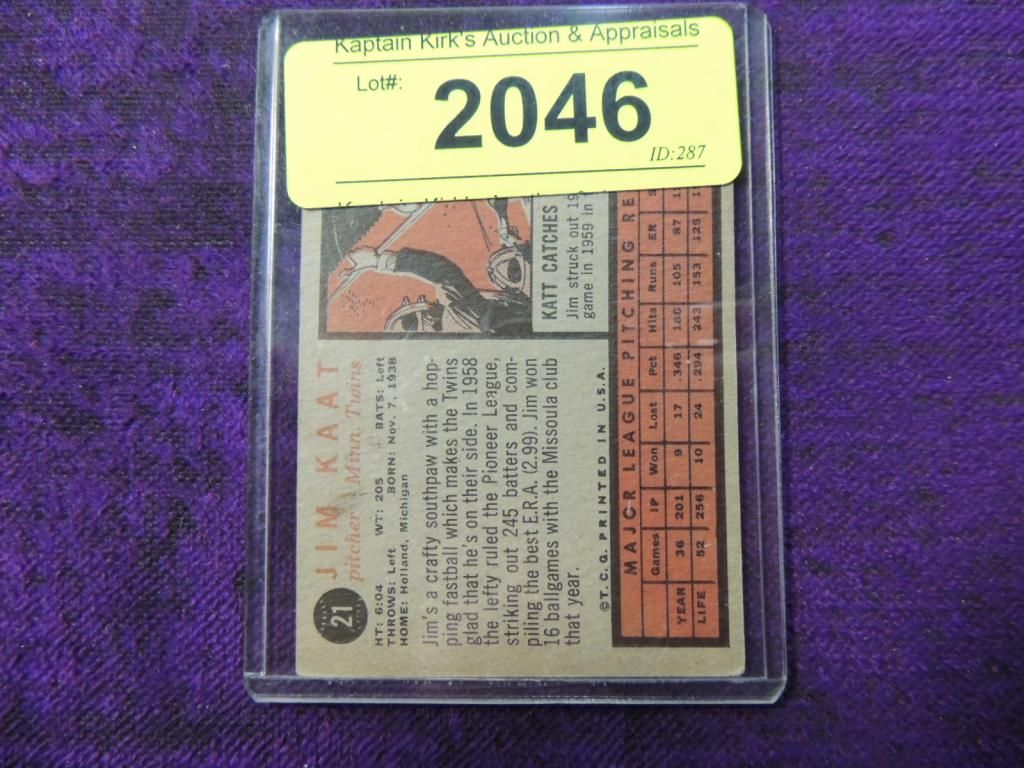 Kaptain Kirk's Auction & Appraisals
Lot#:
2046
ID:287
21
JIM KAAT
pitcher Minn. Twins
HT: 6:04 WT: 205 BATS: Left
THROWS: Left BORN: Nov. 7, 1938
HOME: Holland, Michigan
Jim's a crafty southpaw with a hop-
ping fastball which makes the Twins
glad that he's on their side. In 1958
the lefty ruled the Pioneer League,
striking out 245 batters and com-
piling the best E.R.A. (2.99). Jim won
16 ballgames with the Missoula club
that year.
KATT CATCHES
Jim struck out
game in 1959 in
©T.C.G. PRINTED IN U.S.A.
MAJOR LEAGUE PITCHING RE
Games IP Won Lost Pct Hits Runs ER
YEAR 36 201 9 17 .346 188 105 87
LIFE 52 256 10 24 .294 243 153 125